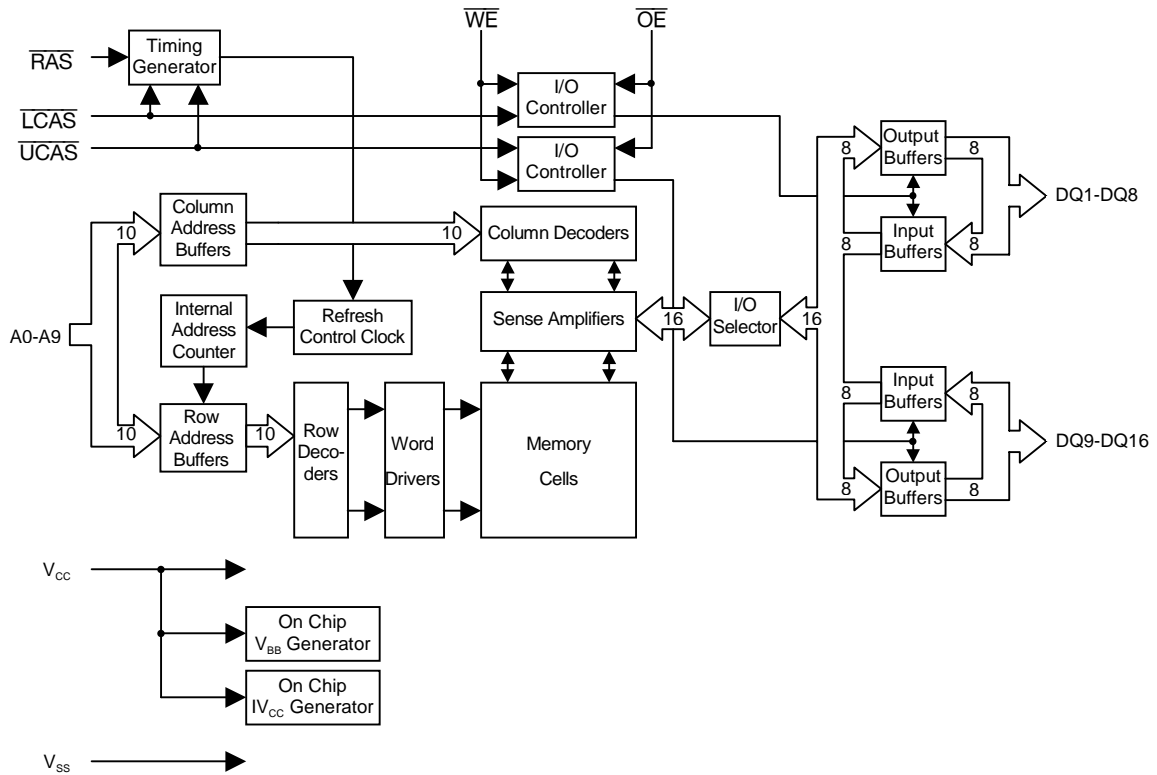 WE
OE
RAS
Timing
Generator
I/O
Controller
LCAS
UCAS
I/O
Controller
8
Output
Buffers
8
DQ1-DQ8
Column
Address
Buffers
10
10
Column Decoders
8
Input
Buffers
8
A0-A9
Internal
Address
Counter
Refresh
Control Clock
Sense Amplifiers
16
I/O
Selector
16
10
Row
Address
Buffers
10
Row
Deco-
ders
Word
Drivers
Memory
Cells
8
Input
Buffers
8
DQ9-DQ16
8
Output
Buffers
8
VCC
On Chip
VBB Generator
On Chip
IVCC Generator
VSS